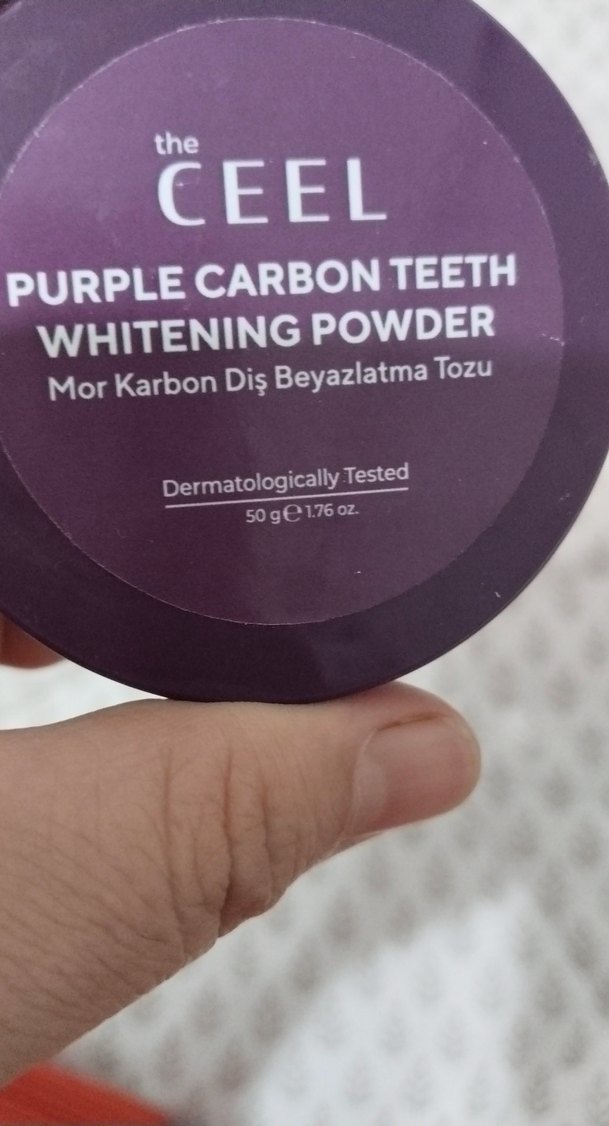 the
CEEL
PURPLE CARBON TEETH
WHITENING POWDER
Mor Karbon Diş Beyazlatma Tozu
Dermatologically Tested
50 g ℮ 1.76 oz.